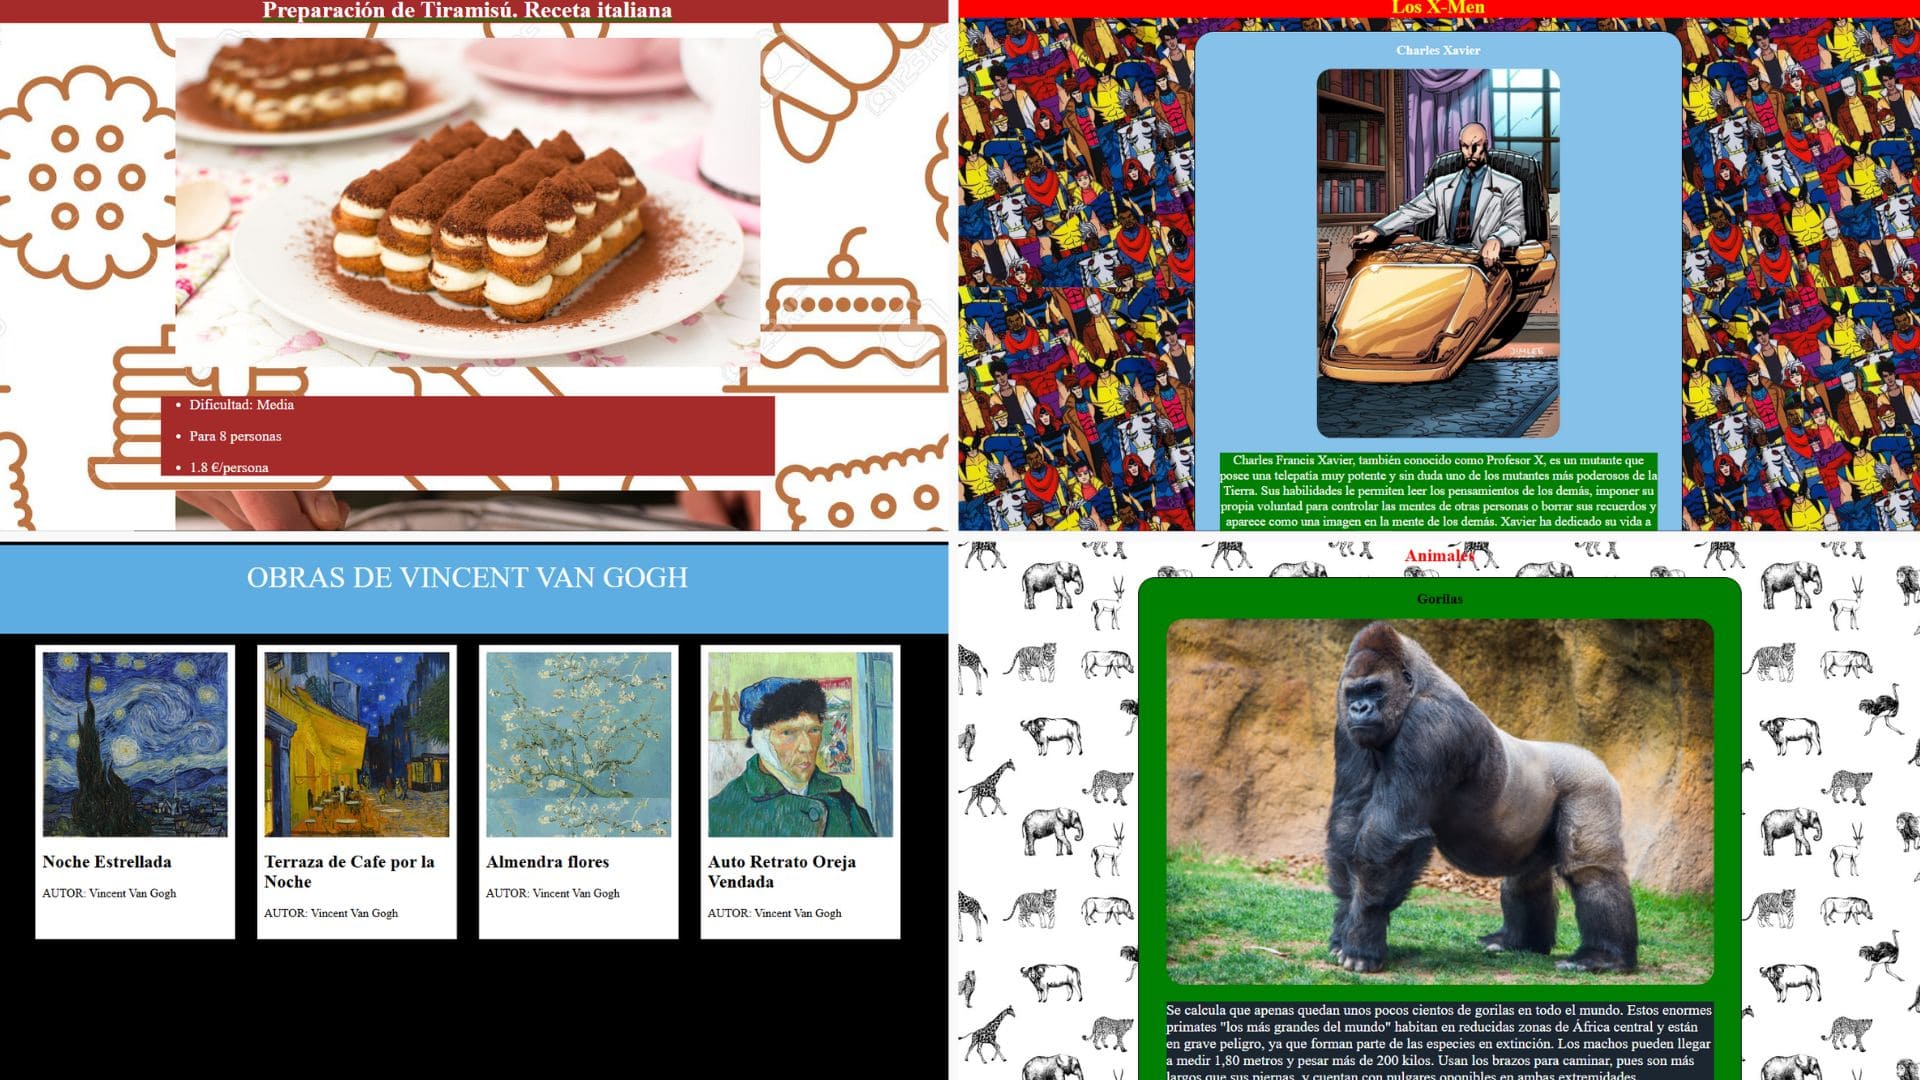 Preparación de Tiramisú. Receta italiana
Dificultad: Media
Para 8 personas
1.8 €/persona
Los X-Men
Charles Xavier
JIMLEE
Charles Francis Xavier, también conocido como Profesor X, es un mutante que
posee una telepatía muy potente y sin duda uno de los mutantes más poderosos de la
Tierra. Sus habilidades le permiten leer los pensamientos de los demás, imponer su
propia voluntad para controlar las mentes de otras personas o borrar sus recuerdos y
aparece como una imagen en la mente de los demás. Xavier ha dedicado su vida a
OBRAS DE VINCENT VAN GOGH
Noche Estrellada
AUTOR: Vincent Van Gogh
Terraza de Cafe por la
Noche
AUTOR: Vincent Van Gogh
Almendra flores
AUTOR: Vincent Van Gogh
Auto Retrato Oreja
Vendada
AUTOR: Vincent Van Gogh
Animales
Gorilas
Se calcula que apenas quedan unos pocos cientos de gorilas en todo el mundo. Estos enormes
primates "los más grandes del mundo" habitan en reducidas zonas de África central y están
en grave peligro, ya que forman parte de las especies en extinción. Los machos pueden llegar
a medir 1,80 metros y pesar más de 200 kilos. Usan los brazos para caminar, pues son más
largos que sus piernas, y cuentan con pulgares oponibles en ambas extremidades.